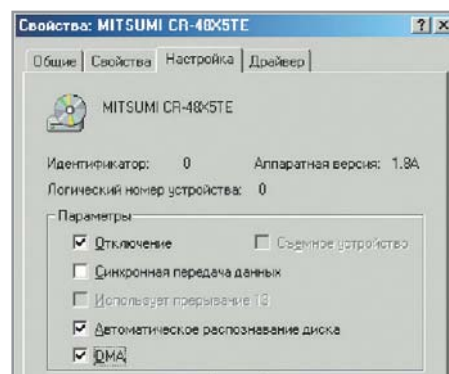 Свойства: MITSUMI CR-48X5TE
Общие Свойства Настройка Драйвер
MITSUMI CR-48X5TE
Идентификатор: 0 Аппаратная версия: 1.8A
Логический номер устройства: 0
Параметры
Отключение Съемное устройство
Синхронная передача данных
Использует прерывание 13
Автоматическое распознавание диска
DMA